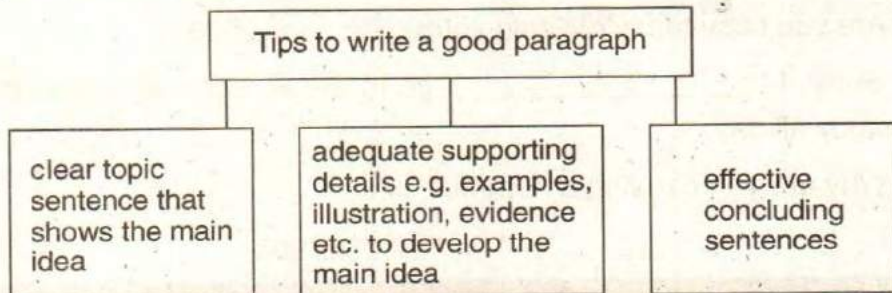 Tips to write a good paragraph
clear topic
sentence that
shows the main
idea
adequate supporting
details e.g. examples,
illustration, evidence
etc. to develop the
main idea
effective
concluding
sentences